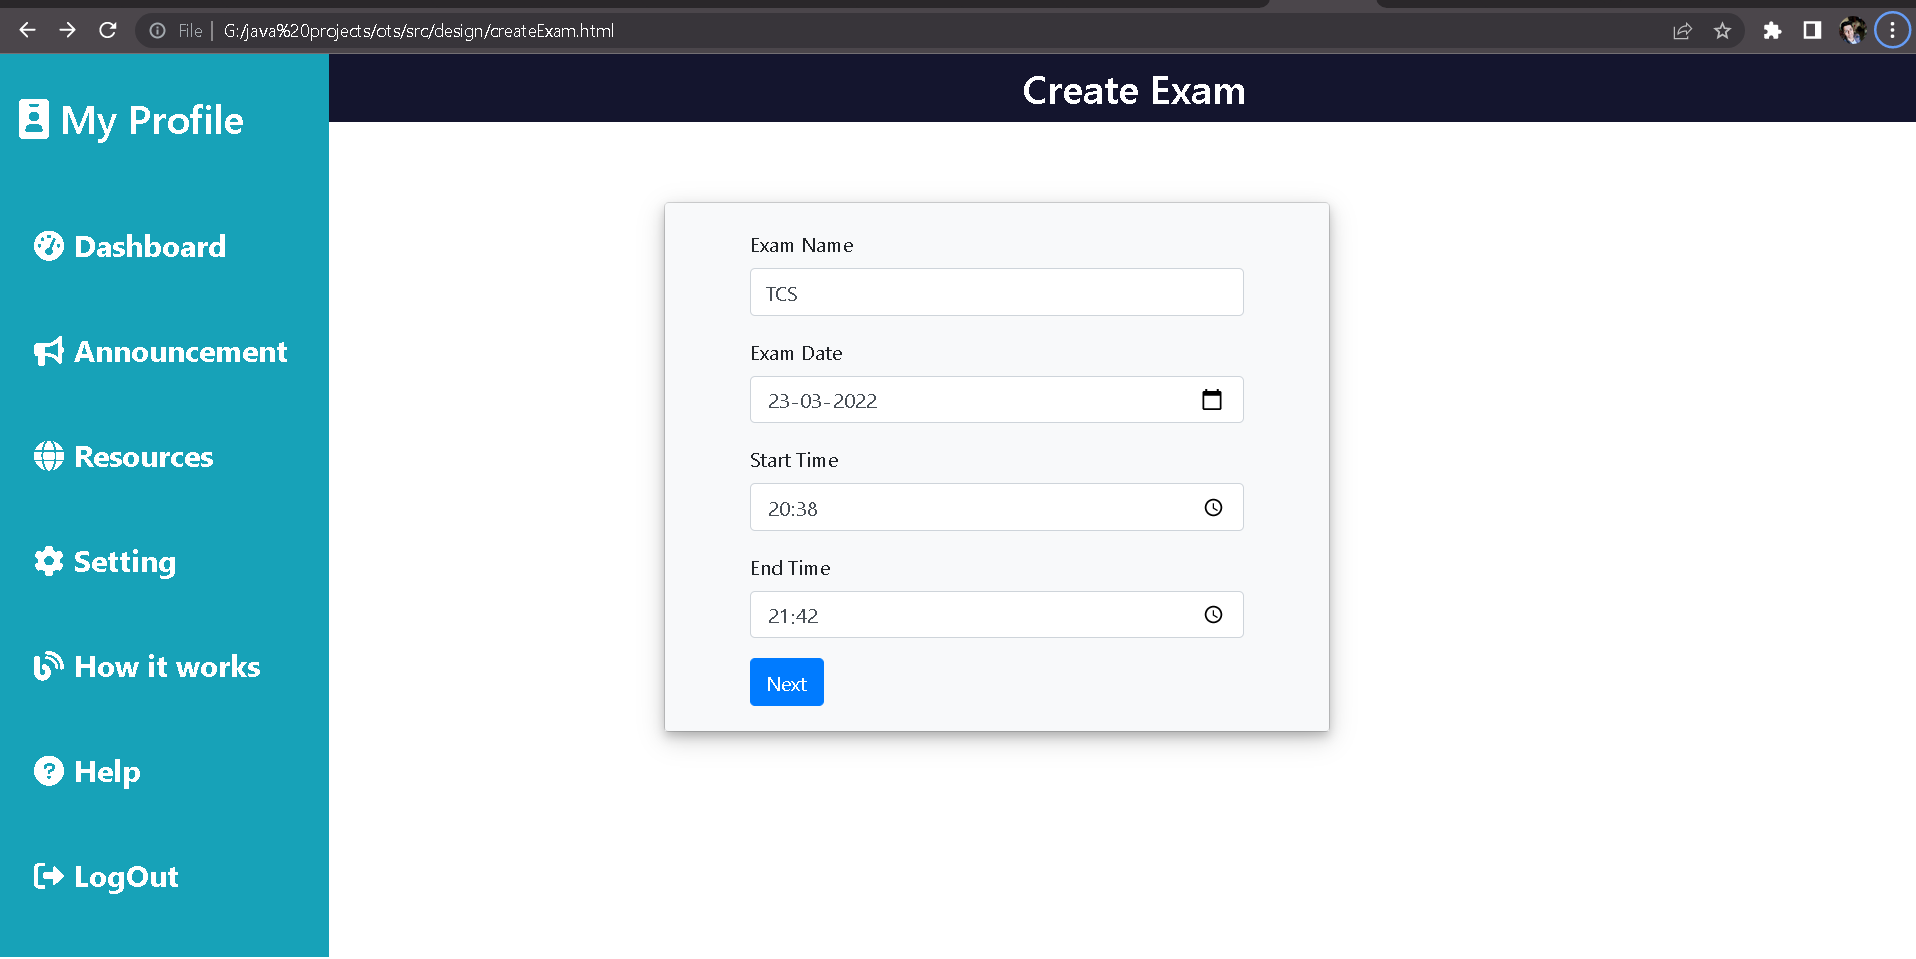 File | G:/java%20projects/ots/src/design/createExam.html
My Profile
Dashboard
Announcement
Resources
Setting
How it works
Help
LogOut
Create Exam
Exam Name
TCS
Exam Date
23-03-2022
Start Time
20:38
End Time
21:42
Next